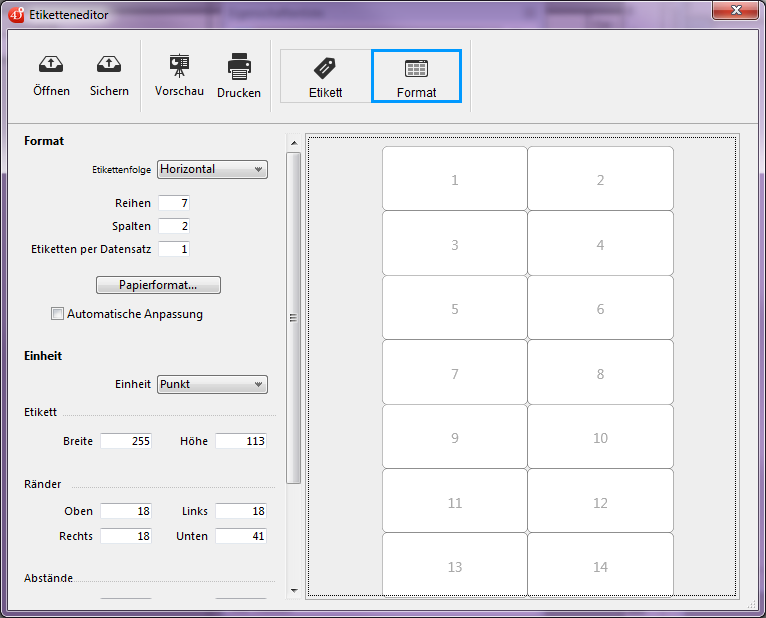 Etiketteneditor
Öffnen Sichern Vorschau Drucken Etikett Format
Format
Etikettenfolge Horizontal
Reihen 7
Spalten 2
Etiketten per Datensatz 1
Papierformat...
Automatische Anpassung
Einheit
Einheit Punkt
Etikett
Breite 255 Höhe 113
Ränder
Oben 18 Links 18
Rechts 18 Unten 41
Abstände
1 2
3 4
5 6
7 8
9 10
11 12
13 14